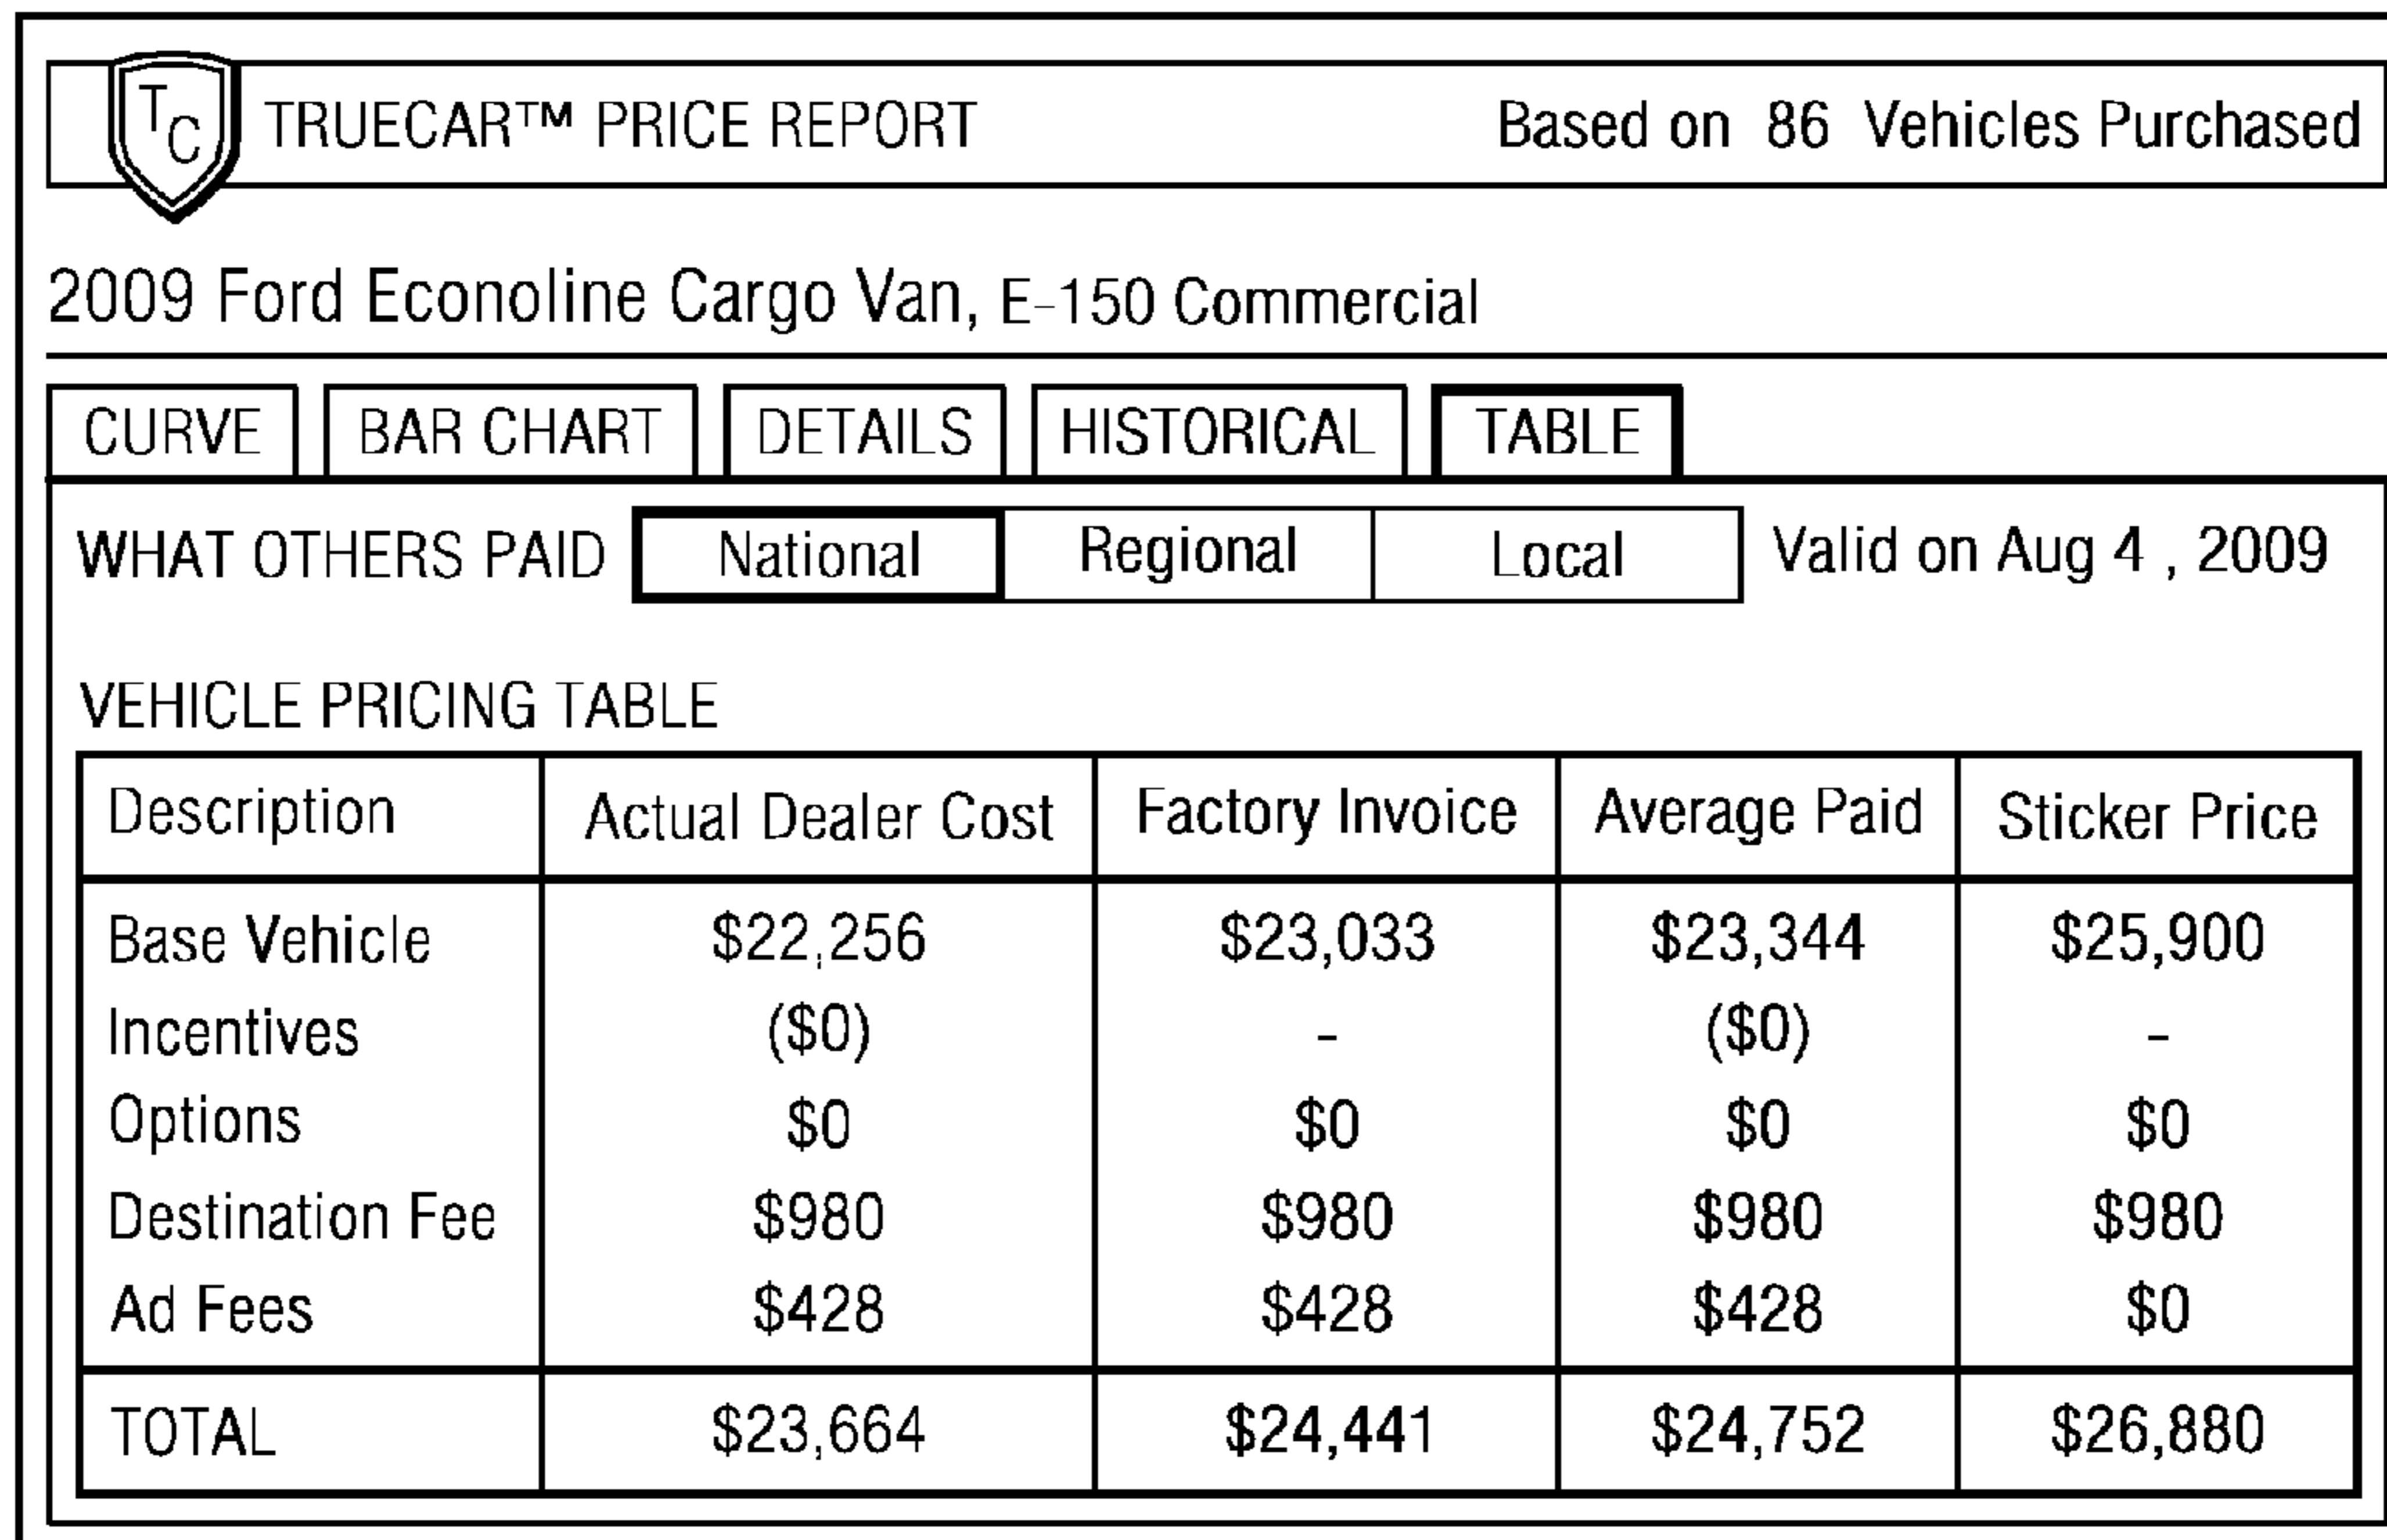 TC TRUECAR™ PRICE REPORT Based on 86 Vehicles Purchased
2009 Ford Econoline Cargo Van, E-150 Commercial
CURVE BAR CHART DETAILS HISTORICAL TABLE
WHAT OTHERS PAID National Regional Local Valid on Aug 4 , 2009
VEHICLE PRICING TABLE
Description Actual Dealer Cost Factory Invoice Average Paid Sticker Price
Base Vehicle $22,256 $23,033 $23,344 $25,900
Incentives ($0) - ($0) -
Options $0 $0 $0 $0
Destination Fee $980 $980 $980 $980
Ad Fees $428 $428 $428 $0
TOTAL $23,664 $24,441 $24,752 $26,880